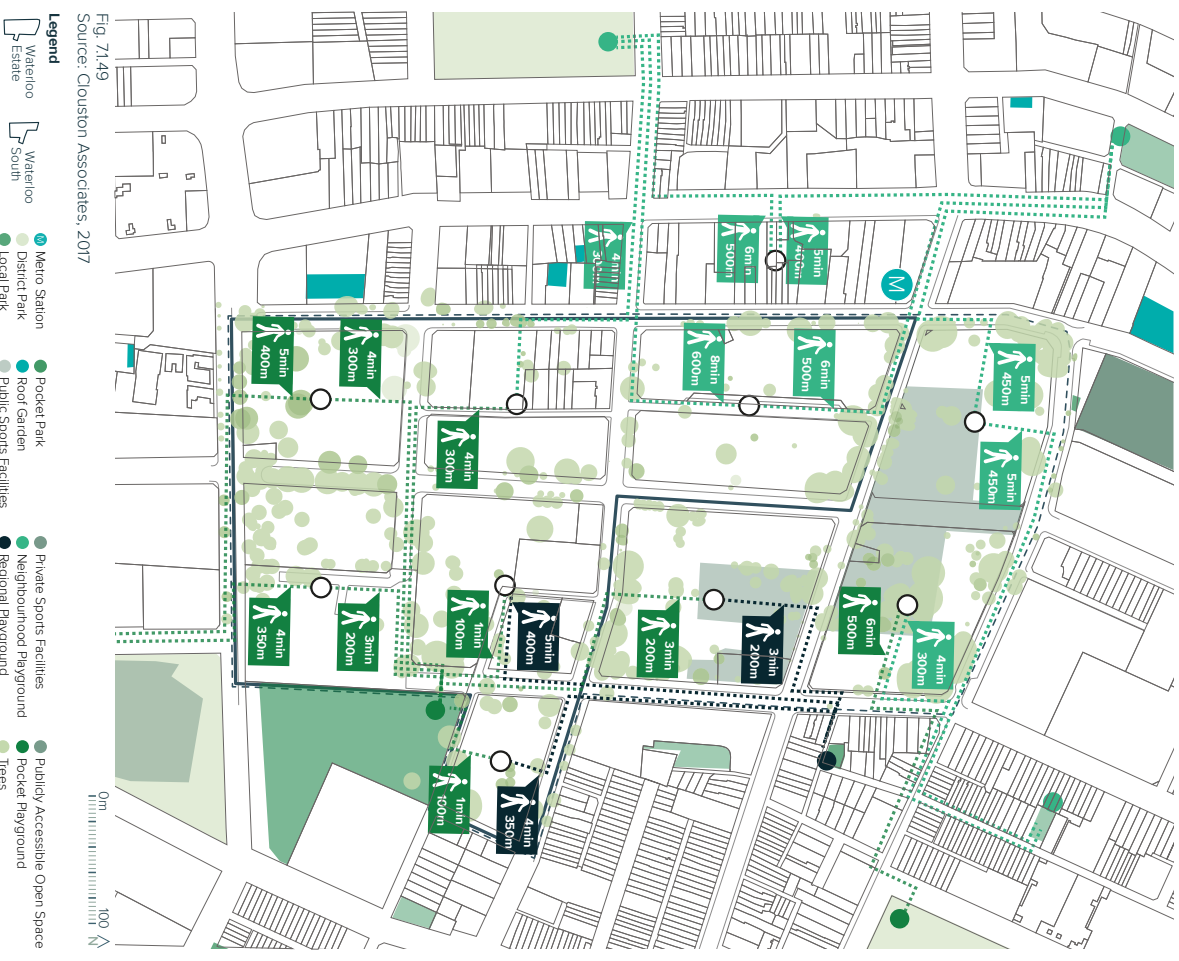 5min
450m
5min
450m
4min
300m
M
6min
500m
6min
500m
5min
400m
3min
200m
6min
500m
8min
600m
3min
200m
4min
300m
5min
400m
4min
350m
1min
100m
4min
300m
1min
100m
4min
300m
3min
200m
5min
400m
4min
350m
Fig. 7.1.49
Source: Clouston Associates, 2017
0m 100 N
Legend
Waterloo
Estate
Waterloo
South
M Metro Station
District Park
Local Park
Pocket Park
Roof Garden
Public Sports Facilities
Private Sports Facilities
Neighbourhood Playground
Regional Playground
Publicly Accessible Open Space
Pocket Playground
Trees